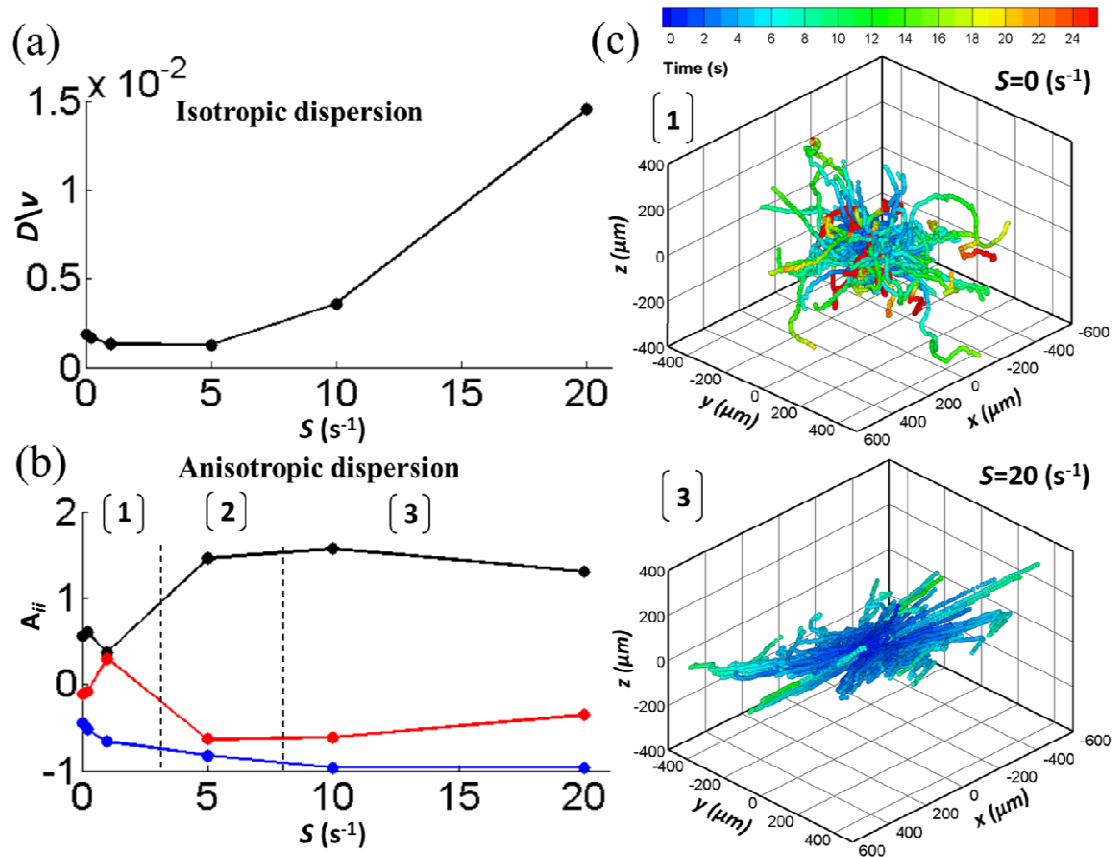 (a)
x 10-2
Isotropic dispersion
1.5
1
0.5
0
D\ν
0 5 10 15 20
S (s-1)
(b)
Anisotropic dispersion
[1] [2] [3]
2
1
0
-1
Aii
0 5 10 15 20
S (s-1)
(c)
0 2 4 6 8 10 12 14 16 18 20 22 24
Time (s)
S=0 (s-1)
[1]
400
200
0
-200
-400
z (μm)
-400 -200 0 200 400 600
y (μm)
-600 -400 -200 0 200 400 600
x (μm)
S=20 (s-1)
[3]
400
200
0
-200
-400
z (μm)
-400 -200 0 200 400 600
y (μm)
-600 -400 -200 0 200 400 600
x (μm)